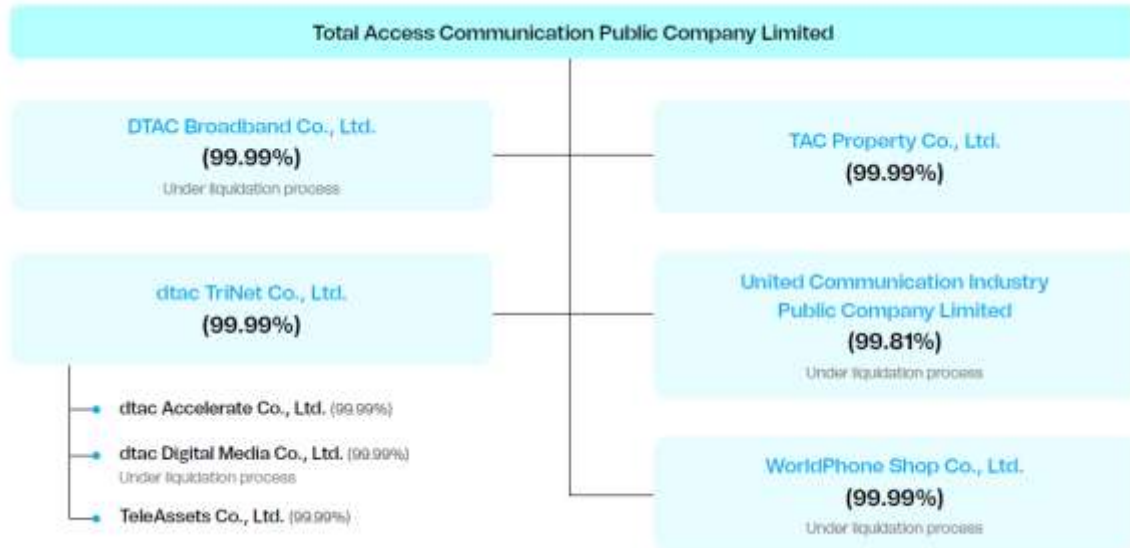 Total Access Communication Public Company Limited
DTAC Broadband Co., Ltd.
(99.99%)
Under liquidation process
TAC Property Co., Ltd.
(99.99%)
dtac TriNet Co., Ltd.
(99.99%)
United Communication Industry
Public Company Limited
(99.81%)
Under liquidation process
dtac Accelerate Co., Ltd. (99.99%)
dtac Digital Media Co., Ltd. (99.99%)
Under liquidation process
TeleAssets Co., Ltd. (99.99%)
WorldPhone Shop Co., Ltd.
(99.99%)
Under liquidation process